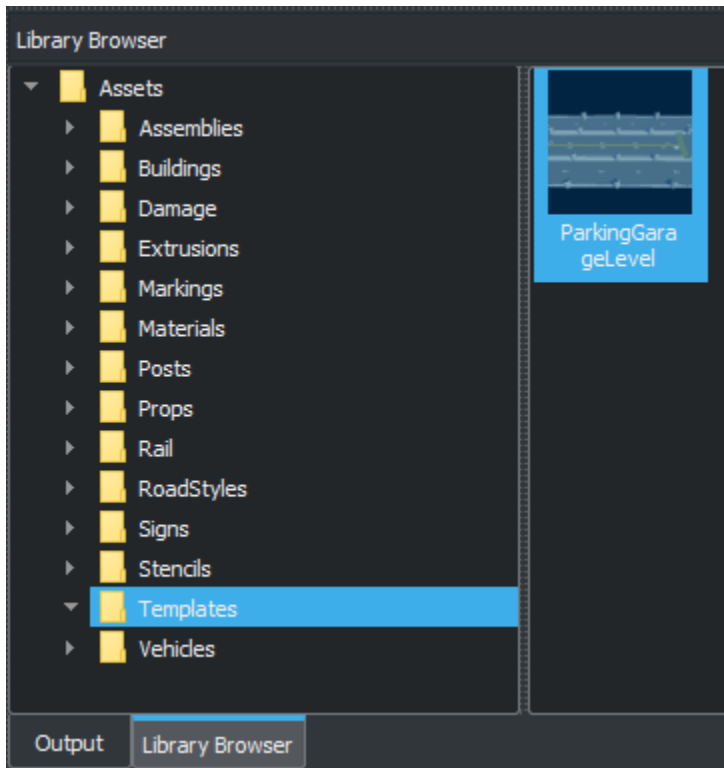 Library Browser
Assets
Assemblies
Buildings
Damage
Extrusions
Markings
Materials
Posts
Props
Rail
RoadStyles
Signs
Stencils
Templates
Vehicles
ParkingGara
geLevel
Output
Library Browser